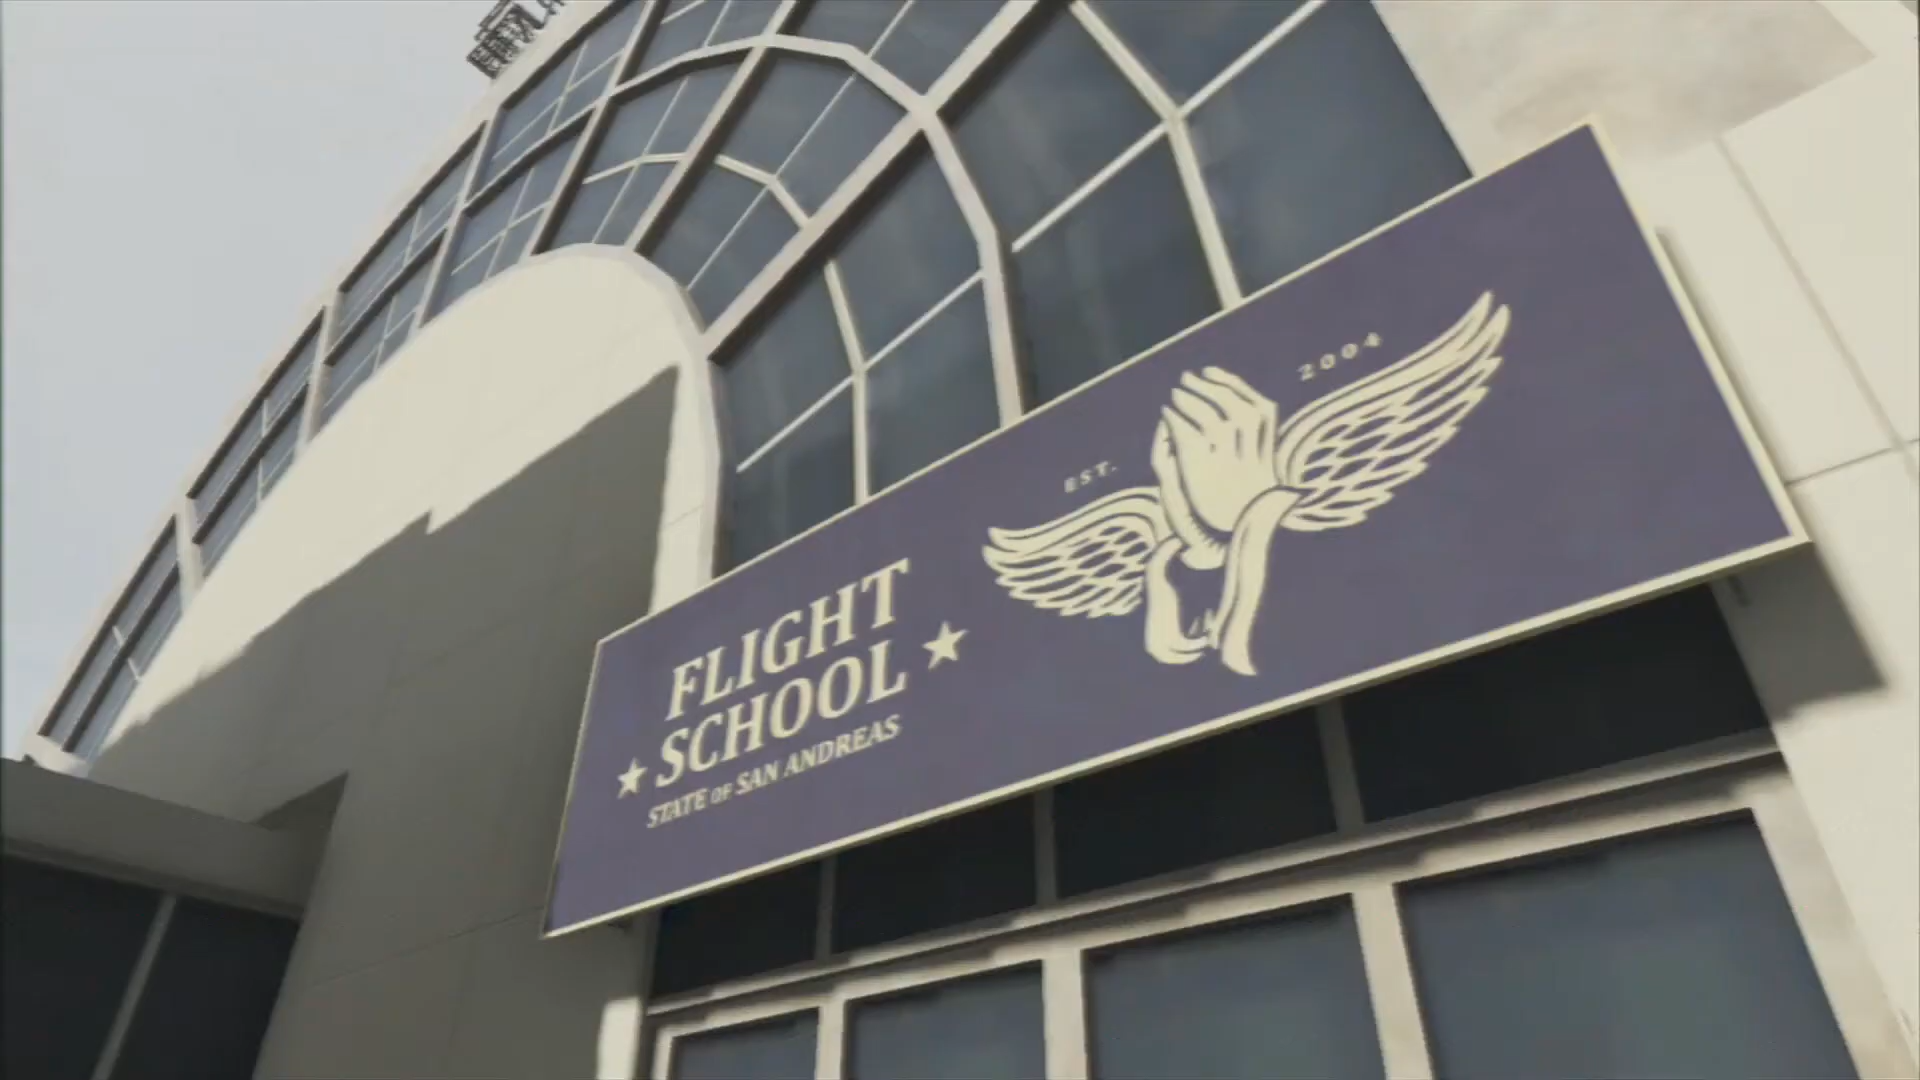 FLIGHT
SCHOOL
STATE OF SAN ANDREAS
EST.
2004